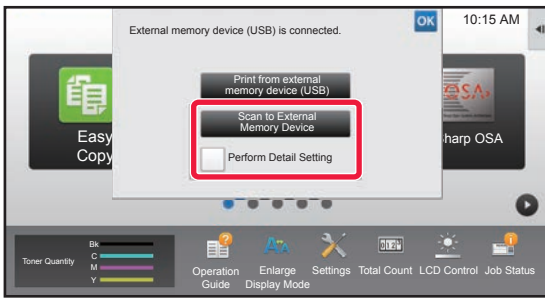 External memory device (USB) is connected.
OK
10:15 AM
Print from external
memory device (USB)
Scan to External
Memory Device
Perform Detail Setting
Easy
Copy
OSA
harp OSA
Toner Quantity
Bk
C
M
Y
Operation
Guide
Enlarge
Display Mode
Settings
Total Count
LCD Control
Job Status